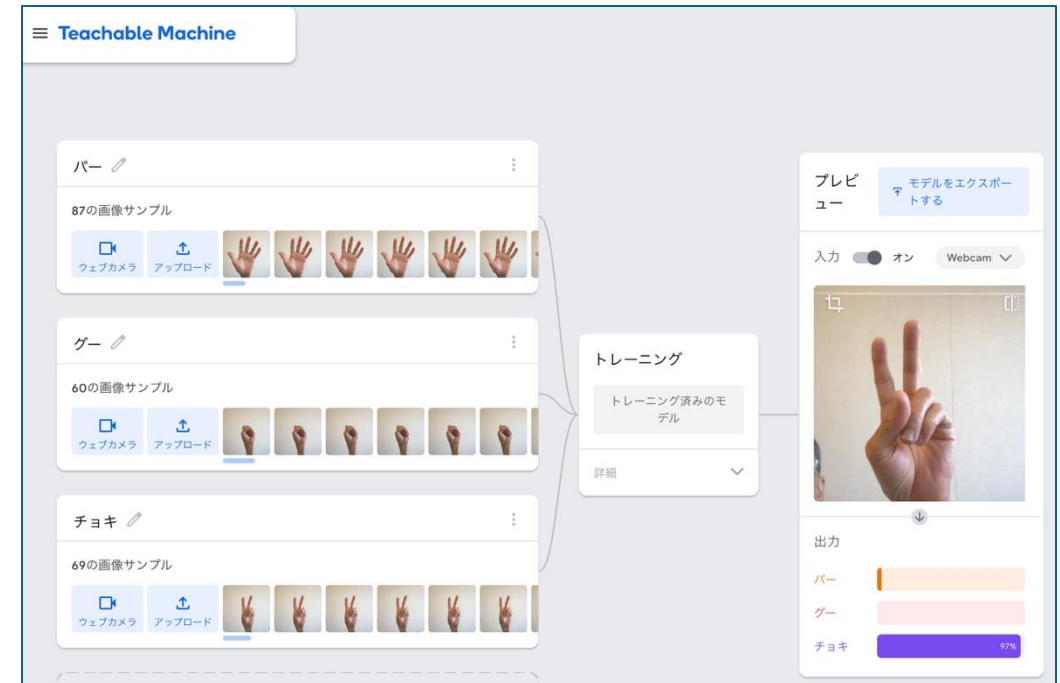 Teachable Machine
パー
87の画像サンプル
ウェブカメラ
アップロード
グー
60の画像サンプル
ウェブカメラ
アップロード
チョキ
69の画像サンプル
ウェブカメラ
アップロード
トレーニング
トレーニング済みのモ
デル
詳細
プレビ
ュー
モデルをエクスポー
トする
入力
オン
Webcam
出力
パー
グー
チョキ
97%